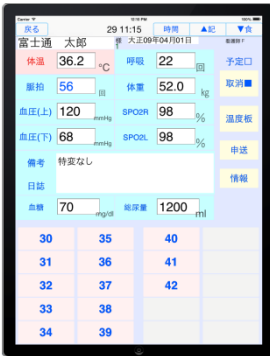 Carrier
戻る 29 11:15 時間 ▲記 ▼食
富士通 太郎 様 大正09年04月01日
体温 36.2 °C 呼吸 22 回 予定□
脈拍 56 回 体重 52.0 kg 取消■
血圧(上) 120 mmHg SPO2R 98 %
血圧(下) 68 mmHg SPO2L 98 % 温度板
備考 特変なし 申送
日誌 情報
血糖 70 mg/dl 総尿量 1200 ml
30 35 40
31 36 41
32 37 42
33 38
34 39